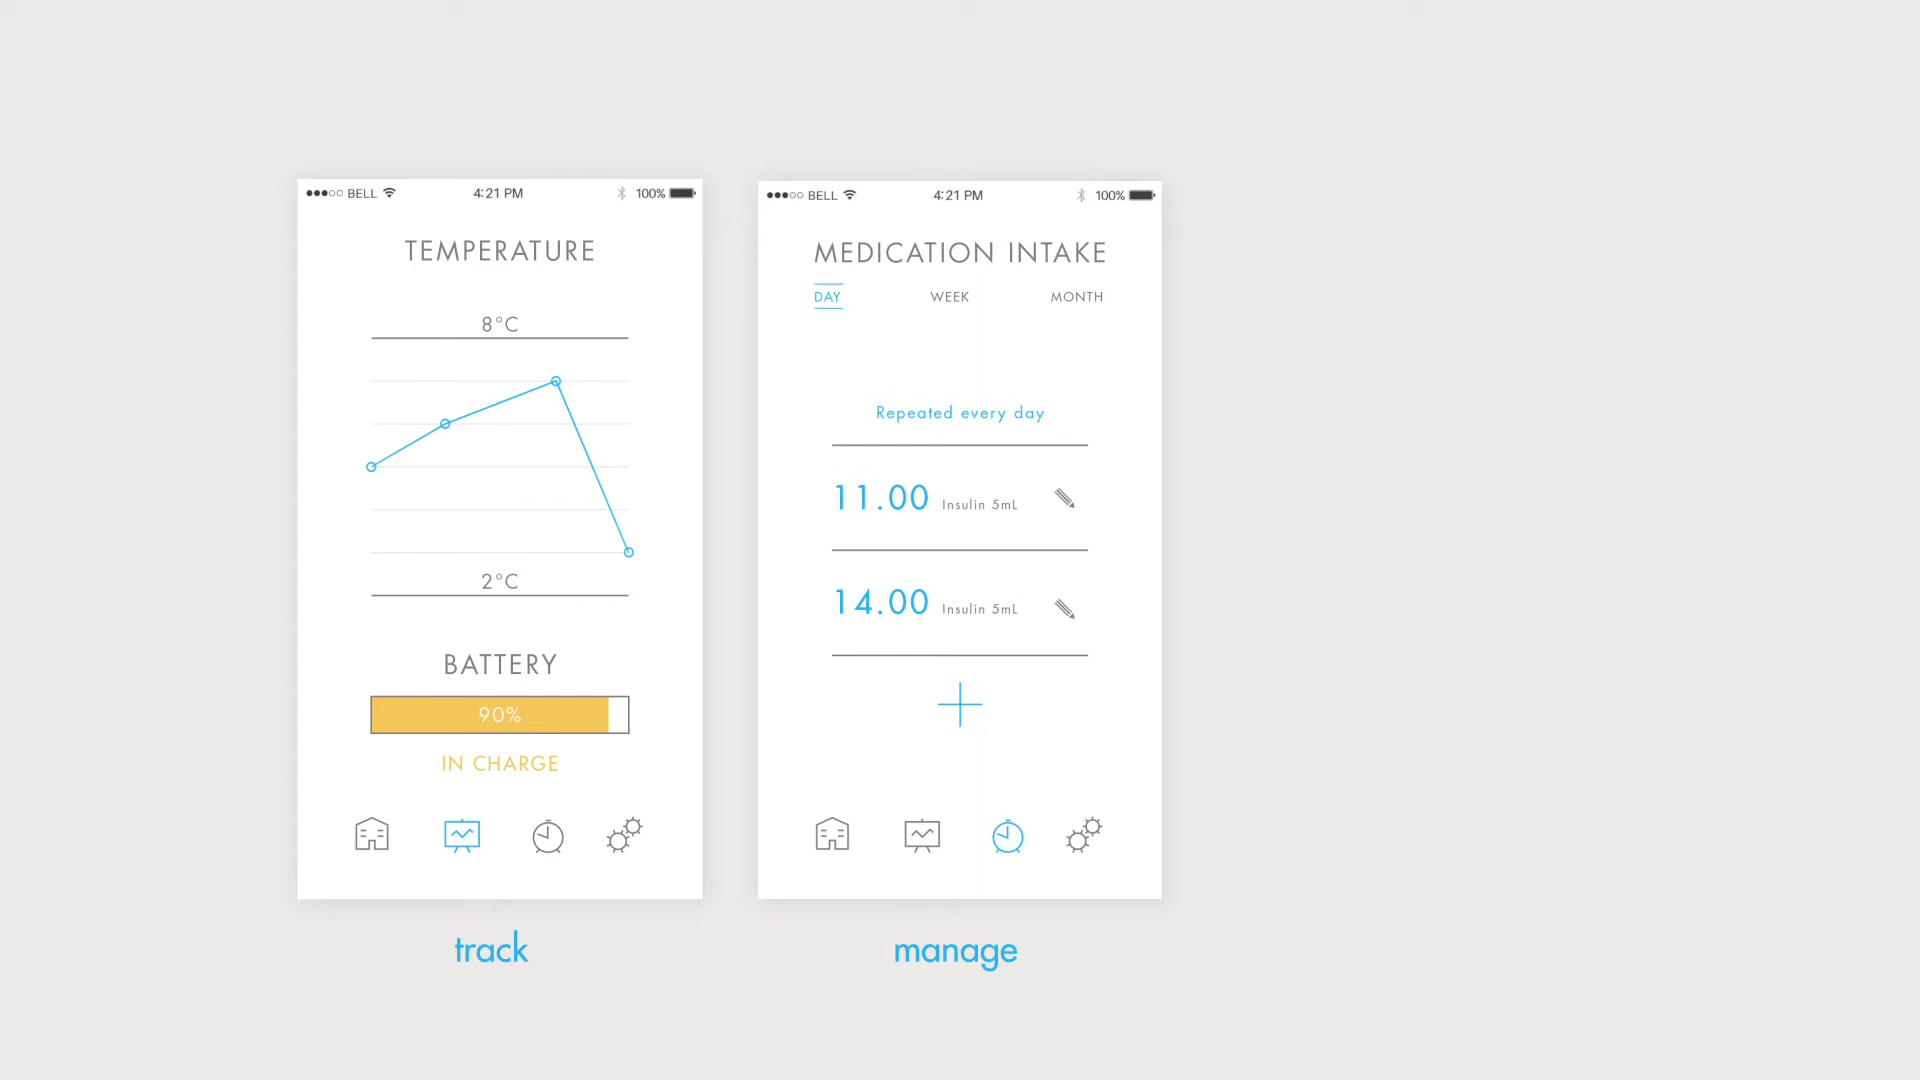 BELL 4:21 PM 100%
TEMPERATURE
8°C
2°C
BATTERY
90%
IN CHARGE
track
BELL 4:21 PM 100%
MEDICATION INTAKE
DAY WEEK MONTH
Repeated every day
11.00 Insulin 5mL
14.00 Insulin 5mL
manage